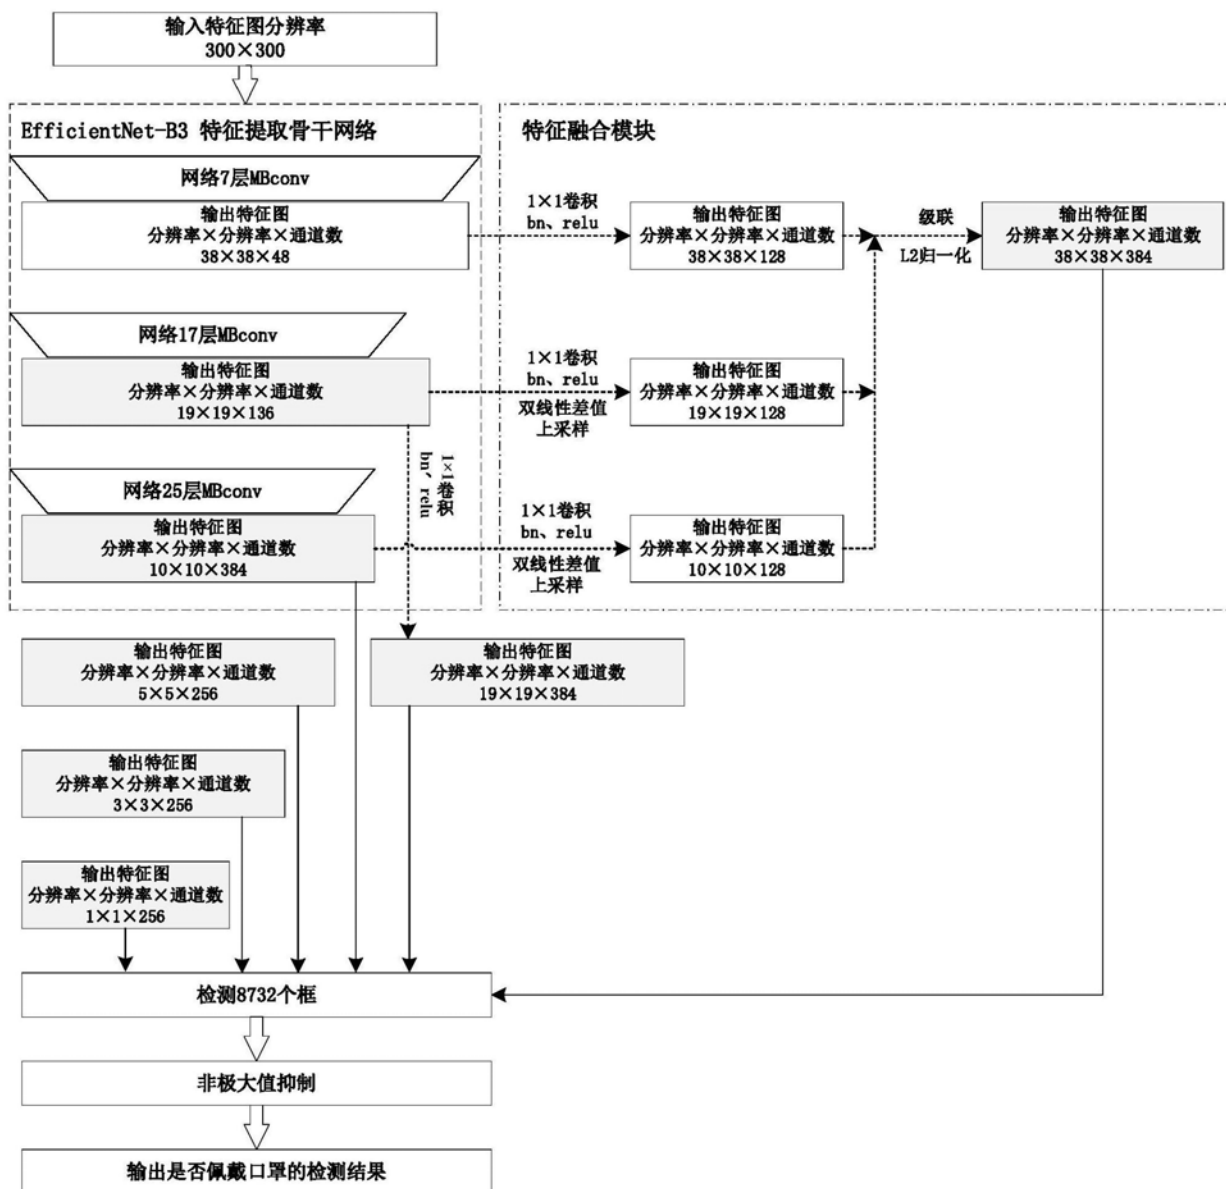 输入特征图分辨率
300×300
EfficientNet-B3 特征提取骨干网络
特征融合模块
网络7层MBconv
输出特征图
分辨率×分辨率×通道数
38×38×48
1×1卷积
bn、relu
输出特征图
分辨率×分辨率×通道数
38×38×128
级联
L2归一化
输出特征图
分辨率×分辨率×通道数
38×38×384
网络17层MBconv
输出特征图
分辨率×分辨率×通道数
19×19×136
1×1卷积
bn、relu
双线性差值
上采样
输出特征图
分辨率×分辨率×通道数
19×19×128
1×1卷积
bn、relu
网络25层MBconv
输出特征图
分辨率×分辨率×通道数
10×10×384
1×1卷积
bn、relu
双线性差值
上采样
输出特征图
分辨率×分辨率×通道数
10×10×128
输出特征图
分辨率×分辨率×通道数
5×5×256
输出特征图
分辨率×分辨率×通道数
19×19×384
输出特征图
分辨率×分辨率×通道数
3×3×256
输出特征图
分辨率×分辨率×通道数
1×1×256
检测8732个框
非极大值抑制
输出是否佩戴口罩的检测结果